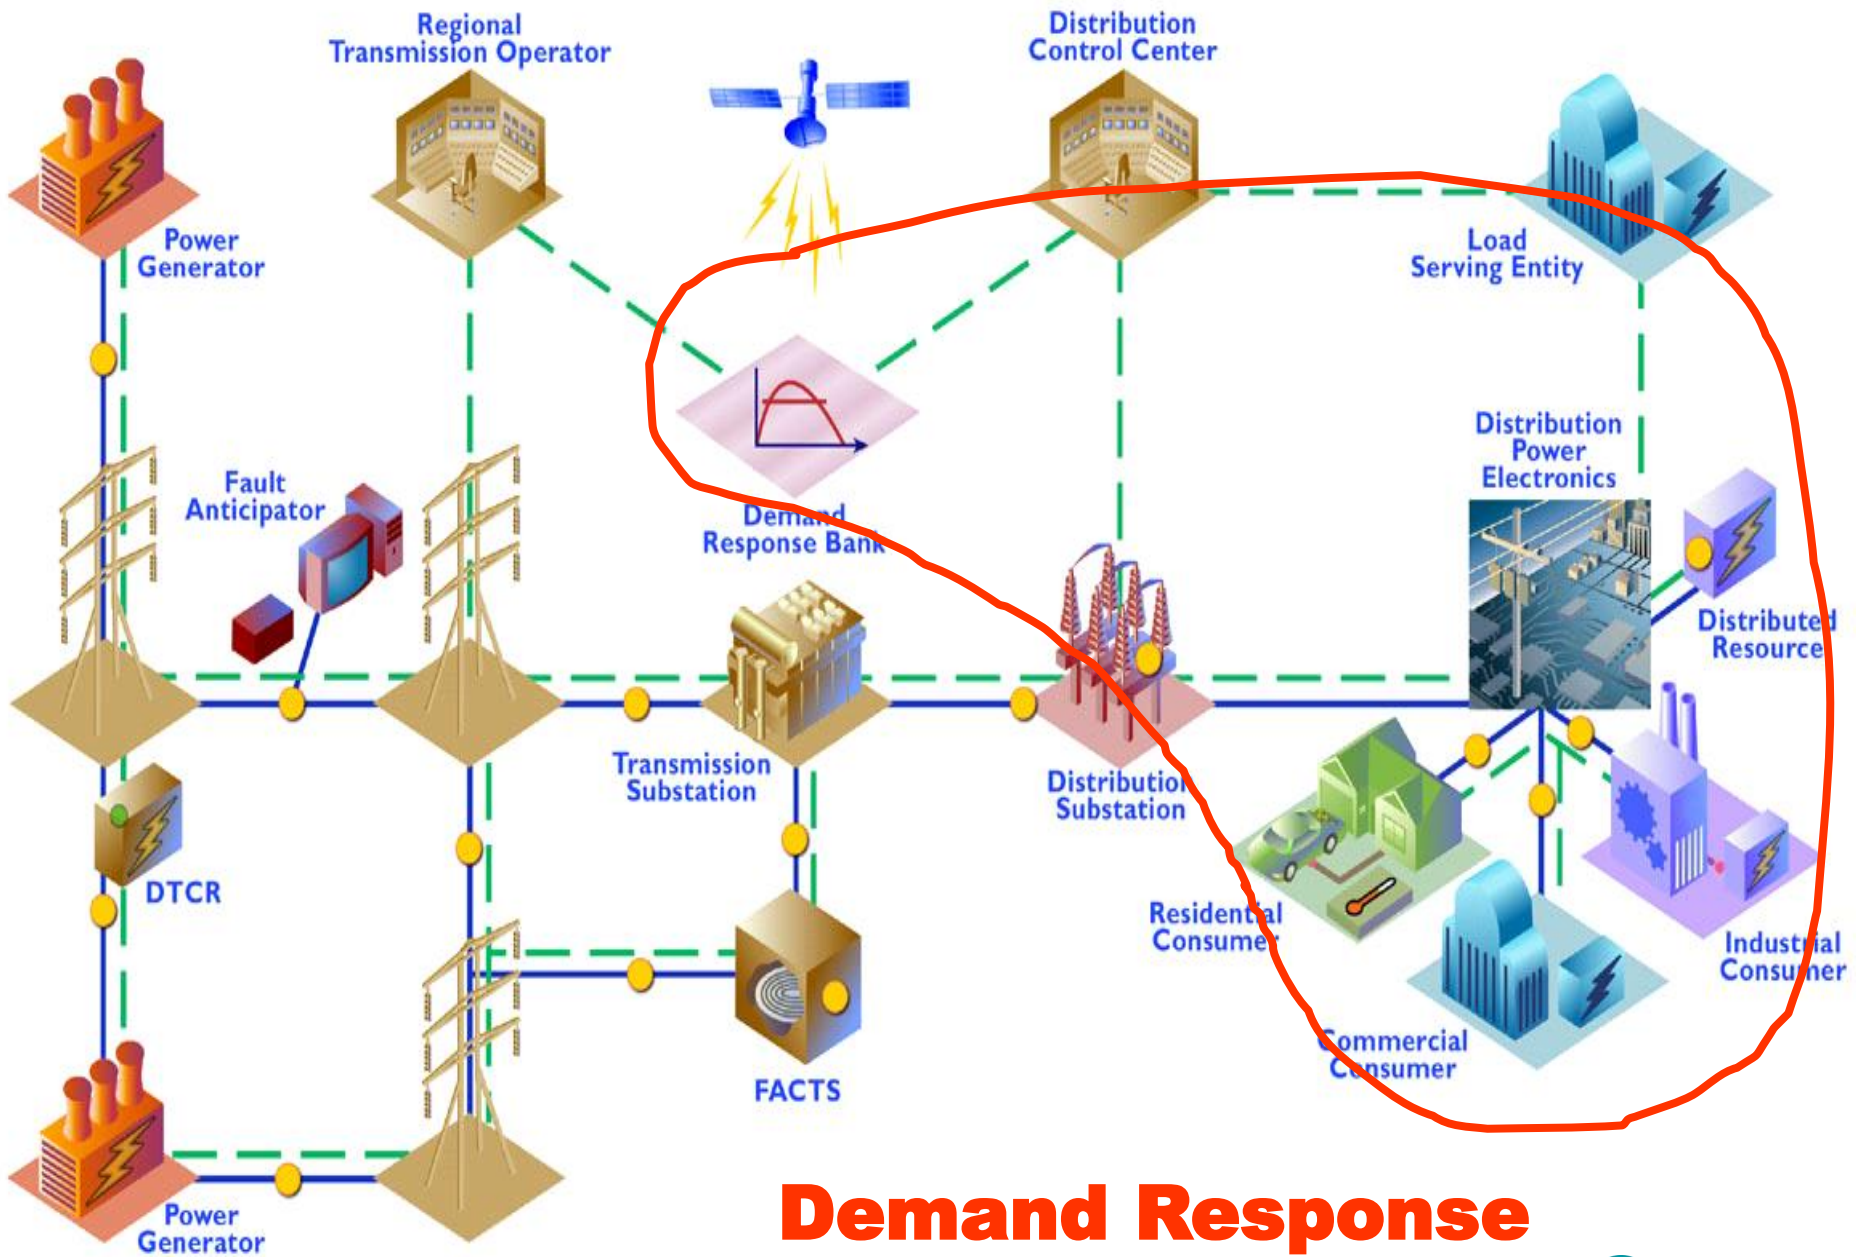 Regional
Transmission Operator
Distribution
Control Center
Power
Generator
Load
Serving Entity
Distribution
Power
Electronics
Fault
Anticipator
Demand
Response Bank
Distributed
Resource
Transmission
Substation
Distribution
Substation
DTCR
Residential
Consumer
Industrial
Consumer
Commercial
Consumer
FACTS
Power
Generator
Demand Response